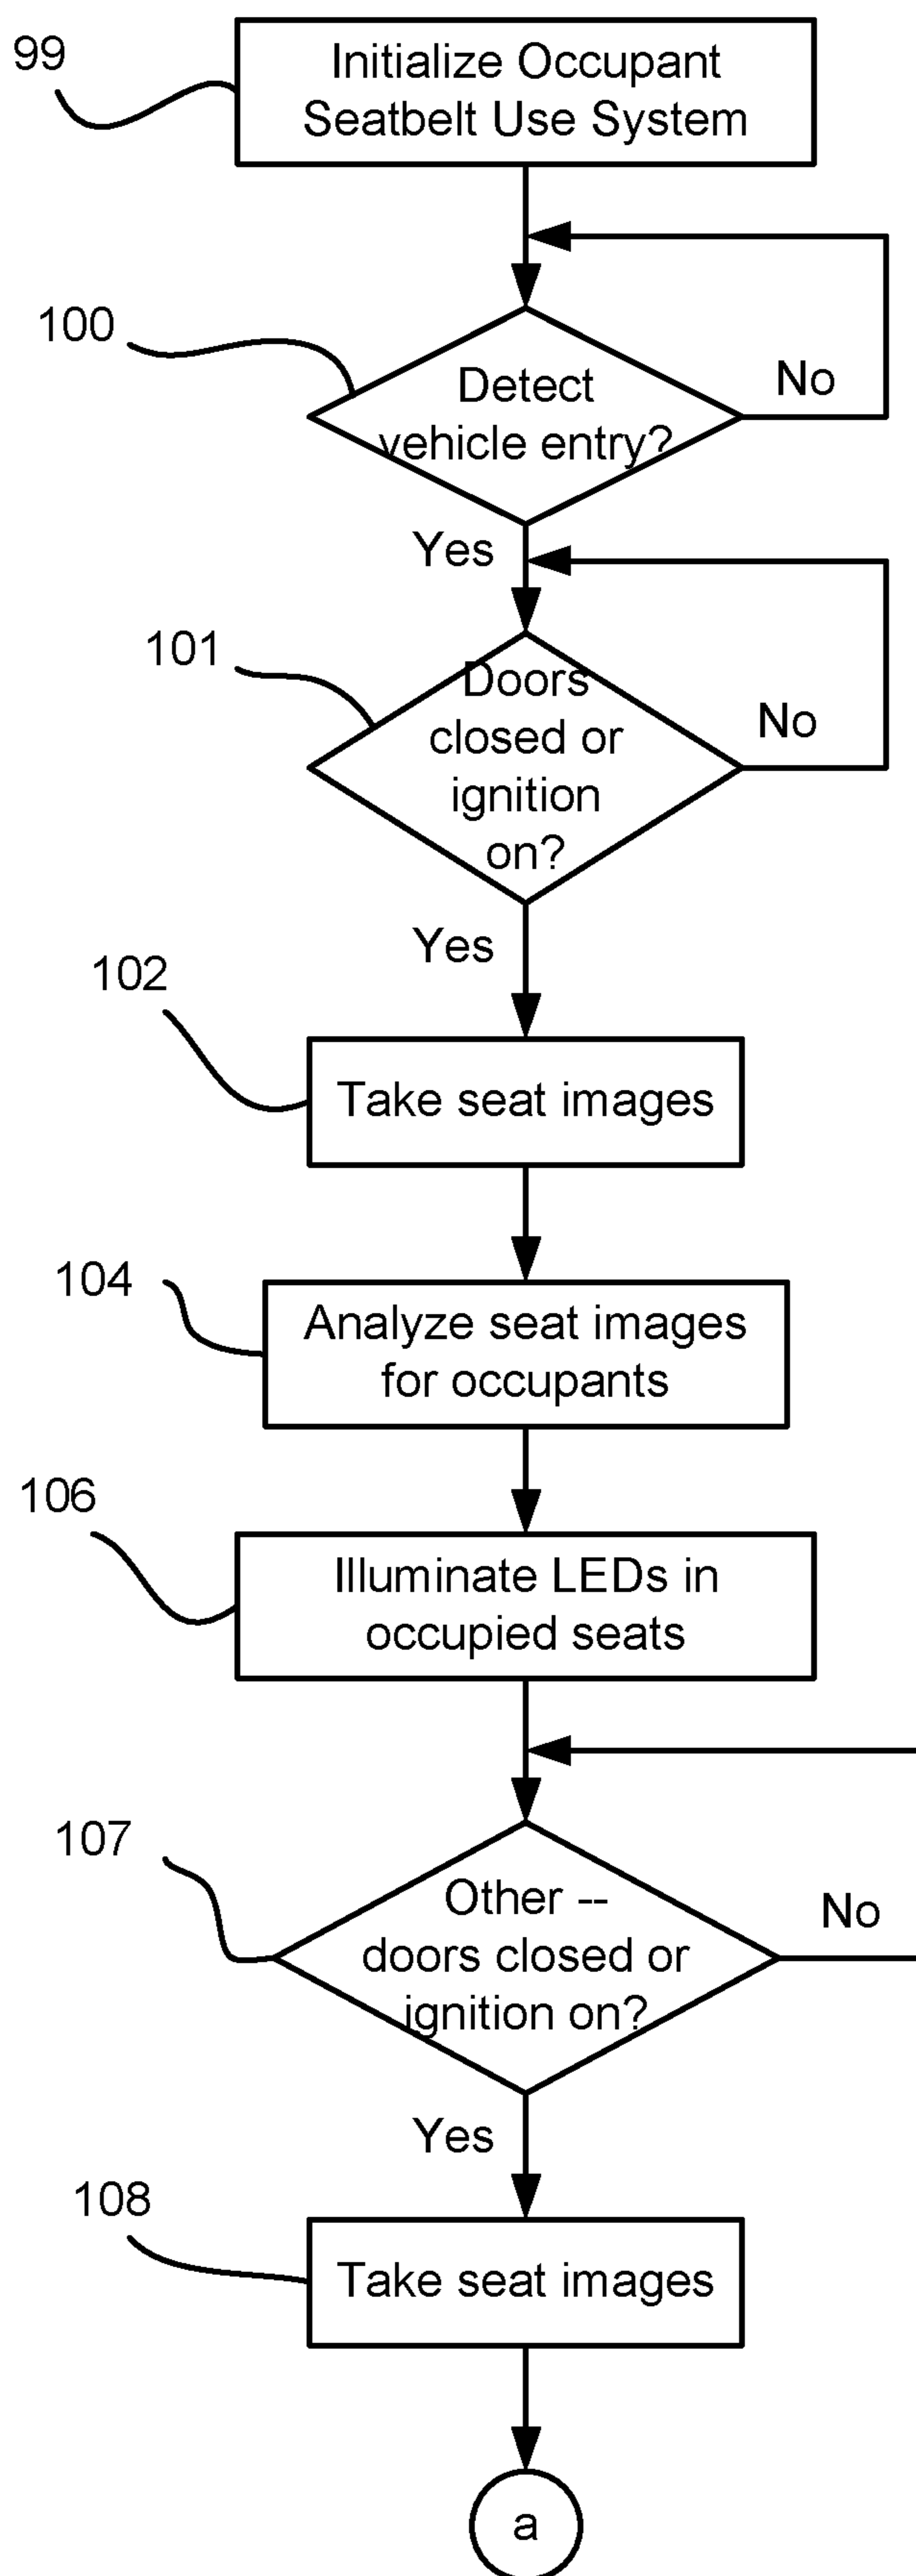 99
Initialize Occupant
Seatbelt Use System
100
Detect
vehicle entry?
No
Yes
101
Doors
closed or
ignition
on?
No
Yes
102
Take seat images
104
Analyze seat images
for occupants
106
Illuminate LEDs in
occupied seats
107
Other --
doors closed or
ignition on?
No
Yes
108
Take seat images
a